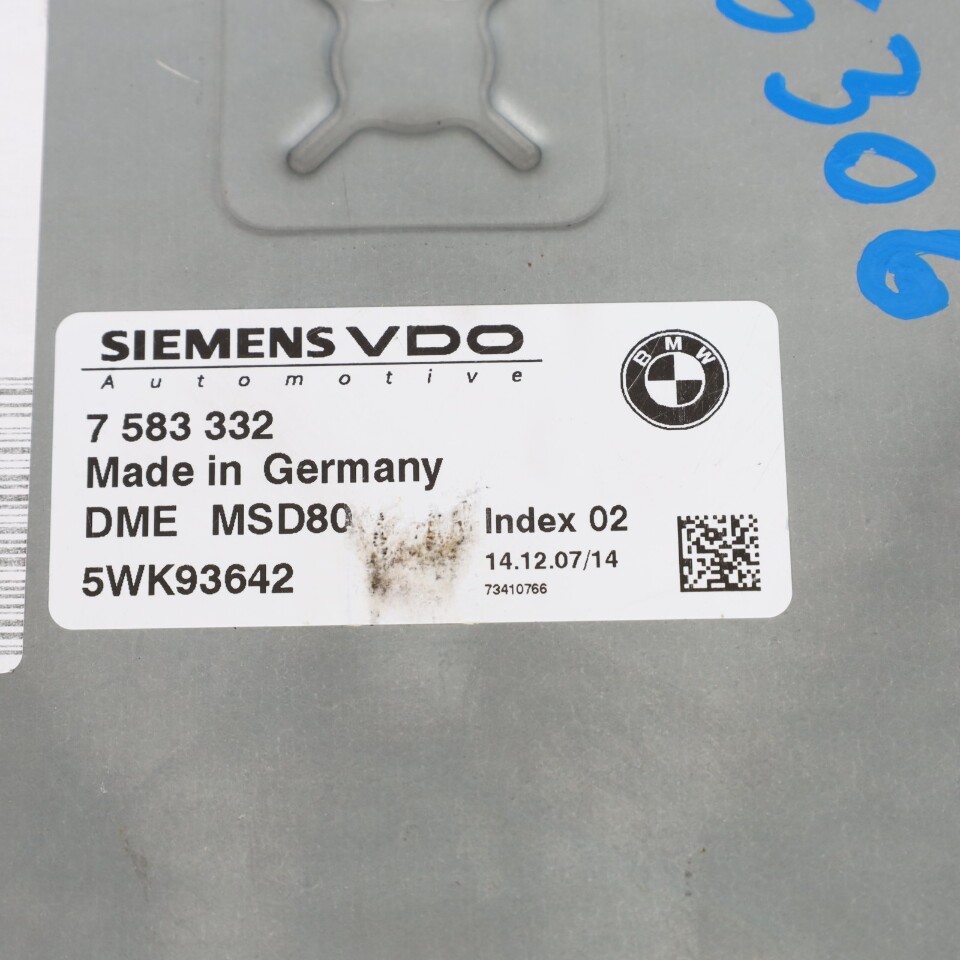 6306
SIEMENS VDO
Automotive
BMW
7 583 332
Made in Germany
DME MSD80
Index 02
5WK93642
14.12.07/14
73410766